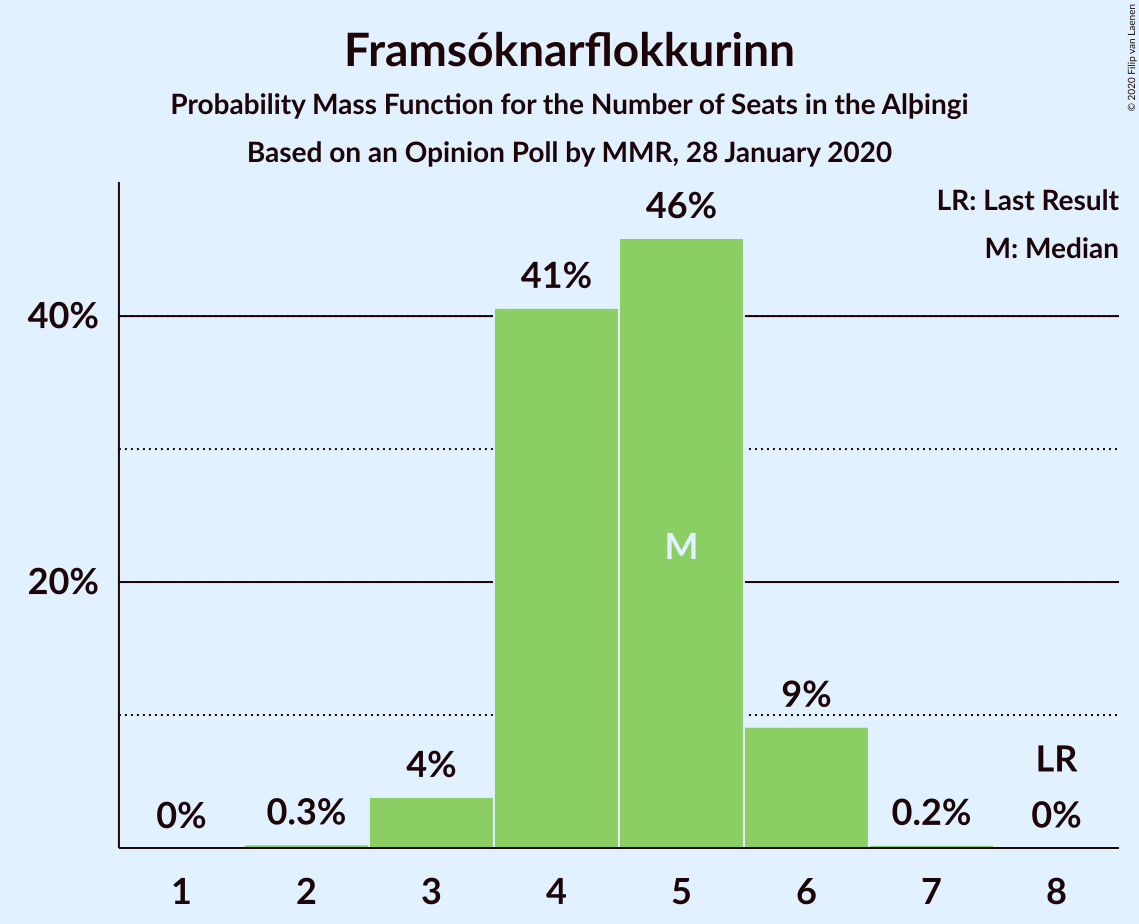 Framsóknarflokkurinn
Probability Mass Function for the Number of Seats in the Alþingi
Based on an Opinion Poll by MMR, 28 January 2020
© 2020 Filip van Laenen
LR: Last Result
M: Median
46%
41%
40%
M
20%
9%
4%
LR
0%
0.3%
0.2%
0%
1 2 3 4 5 6 7 8